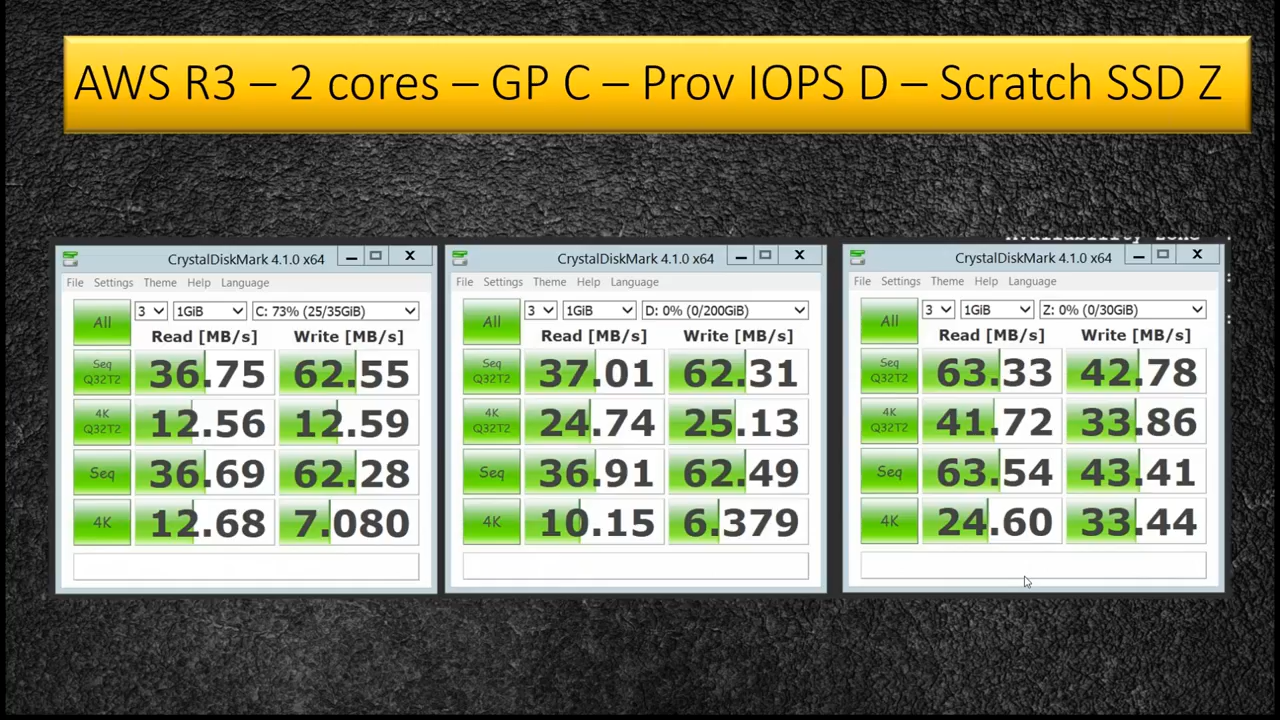 AWS R3 – 2 cores – GP C – Prov IOPS D – Scratch SSD Z
CrystalDiskMark 4.1.0 x64
File Settings Theme Help Language
All 3 1GiB C: 73% (25/35GiB)
Read [MB/s] Write [MB/s]
Seq Q32T2 36.75 62.55
4K Q32T2 12.56 12.59
Seq 36.69 62.28
4K 12.68 7.080
CrystalDiskMark 4.1.0 x64
File Settings Theme Help Language
All 3 1GiB D: 0% (0/200GiB)
Read [MB/s] Write [MB/s]
Seq Q32T2 37.01 62.31
4K Q32T2 24.74 25.13
Seq 36.91 62.49
4K 10.15 6.379
Availability zone
CrystalDiskMark 4.1.0 x64
File Settings Theme Help Language
All 3 1GiB Z: 0% (0/30GiB)
Read [MB/s] Write [MB/s]
Seq Q32T2 63.33 42.78
4K Q32T2 41.72 33.86
Seq 63.54 43.41
4K 24.60 33.44